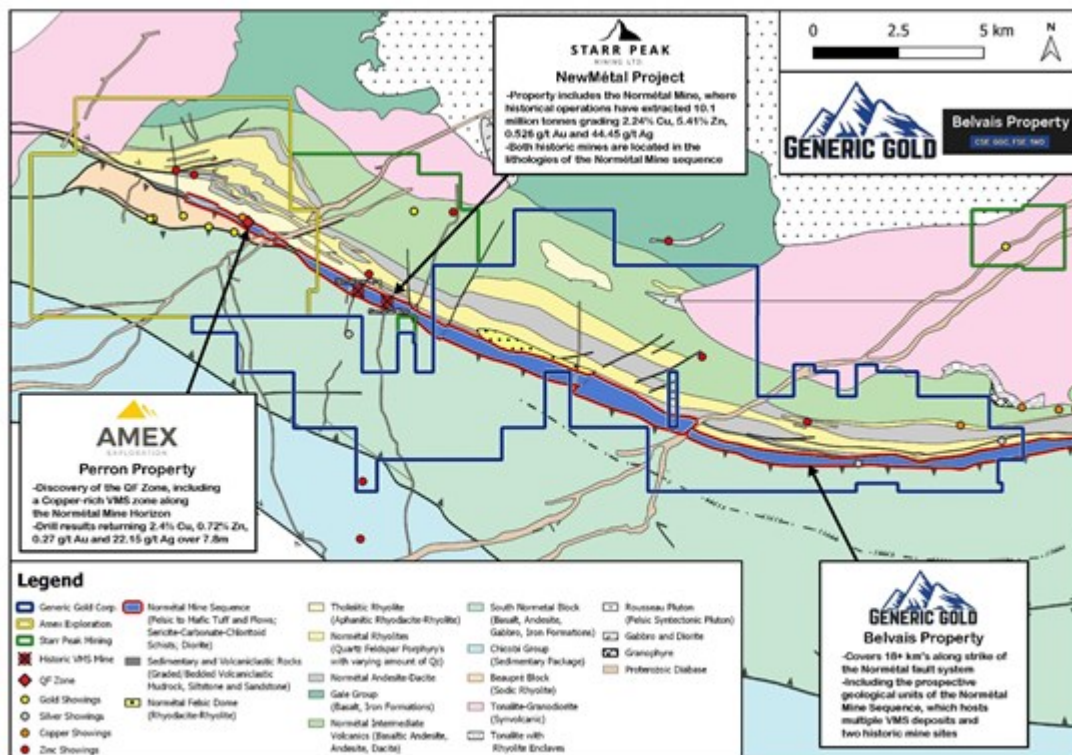 0 2.5 5 km
N
STARR PEAK
MINING LTD.
NewMétal Project
-Property includes the Normétal Mine, where
historical operations have extracted 10.1
million tonnes grading 2.24% Cu, 5.41% Zn,
0.526 g/t Au and 44.45 g/t Ag
-Both historic mines are located in the
lithologies of the Normétal Mine sequence
GENERIC GOLD
Belvais Property
CSE: GGC, FSE: 1WD
AMEX
EXPLORATION
Perron Property
-Discovery of the QF Zone, including
a Copper-rich VMS zone along
the Normétal Mine Horizon
-Drill results returning 2.4% Cu, 0.72% Zn,
0.27 g/t Au and 22.15 g/t Ag over 7.8m
GENERIC GOLD
Belvais Property
-Covers 18+ km's along strike of
the Normétal fault system
-Including the prospective
geological units of the Normétal
Mine Sequence, which hosts
multiple VMS deposits and
two historic mine sites
Legend
Generic Gold Corp.
Amex Exploration
Starr Peak Mining
Historic VMS Mine
QF Zone
Gold Showings
Silver Showings
Copper Showings
Zinc Showings
Normétal Mine Sequence
(Felsic to Mafic Tuff and Flows;
Sericite-Carbonate-Chloritoid
Schists; Diorite)
Sedimentary and Volcaniclastic Rocks
(Graded/Bedded Volcaniclastic
Mudrock, Siltstone and Sandstone)
Normétal Felsic Dome
(Rhyodacite-Rhyolite)
Tholeiitic Rhyolite
(Aphanitic Rhyodacite-Rhyolite)
Normétal Rhyolites
(Quartz Feldspar Porphyry's
with varying amount of Qz)
Normétal Andesite-Dacite
Gale Group
(Basalt, Iron Formations)
Normétal Intermediate
Volcanics (Basaltic Andesite,
Andesite, Dacite)
South Normetal Block
(Basalt, Andesite,
Gabbro, Iron Formations)
Chicobi Group
(Sedimentary Package)
Beaupré Block
(Sodic Rhyolite)
Tonalite-Granodiorite
(Synvolcanic)
Tonalite with
Rhyolite Enclaves
Rousseau Pluton
(Felsic Syntectonic Pluton)
Gabbro and Diorite
Granophyre
Proterozoic Diabase